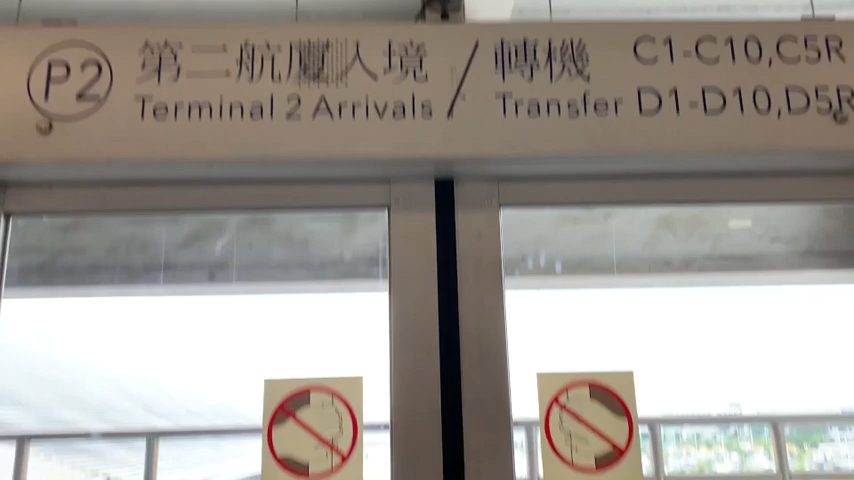 P2
第二航廈入境 / 轉機 C1-C10,C5R
Terminal 2 Arrivals / Transfer D1-D10,D5R